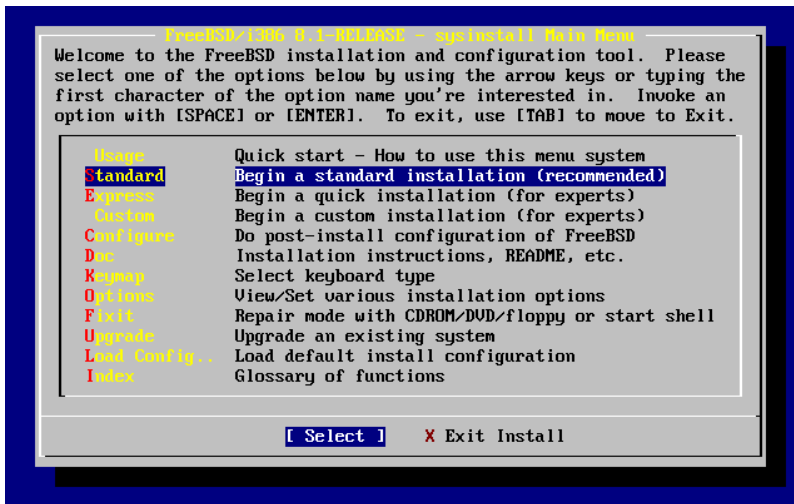 FreeBSD/i386 8.1-RELEASE - sysinstall Main Menu
Welcome to the FreeBSD installation and configuration tool.  Please
select one of the options below by using the arrow keys or typing the
first character of the option name you're interested in.  Invoke an
option with [SPACE] or [ENTER].  To exit, use [TAB] to move to Exit.
Usage Quick start - How to use this menu system
Standard Begin a standard installation (recommended)
Express Begin a quick installation (for experts)
Custom Begin a custom installation (for experts)
Configure Do post-install configuration of FreeBSD
Doc Installation instructions, README, etc.
Keymap Select keyboard type
Options View/Set various installation options
Fixit Repair mode with CDROM/DVD/floppy or start shell
Upgrade Upgrade an existing system
Load Config.. Load default install configuration
Index Glossary of functions
[ Select ] X Exit Install